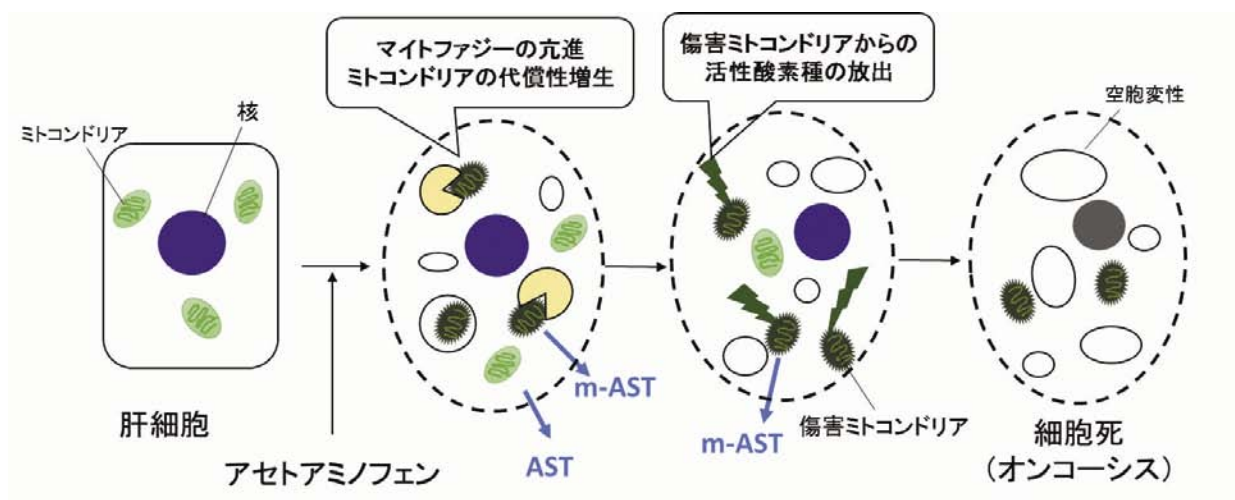 マイトファジーの亢進
ミトコンドリアの代償性増生
傷害ミトコンドリアからの
活性酸素種の放出
空胞変性
核
ミトコンドリア
m-AST
AST
m-AST
傷害ミトコンドリア
肝細胞
アセトアミノフェン
細胞死
（オンコーシス）